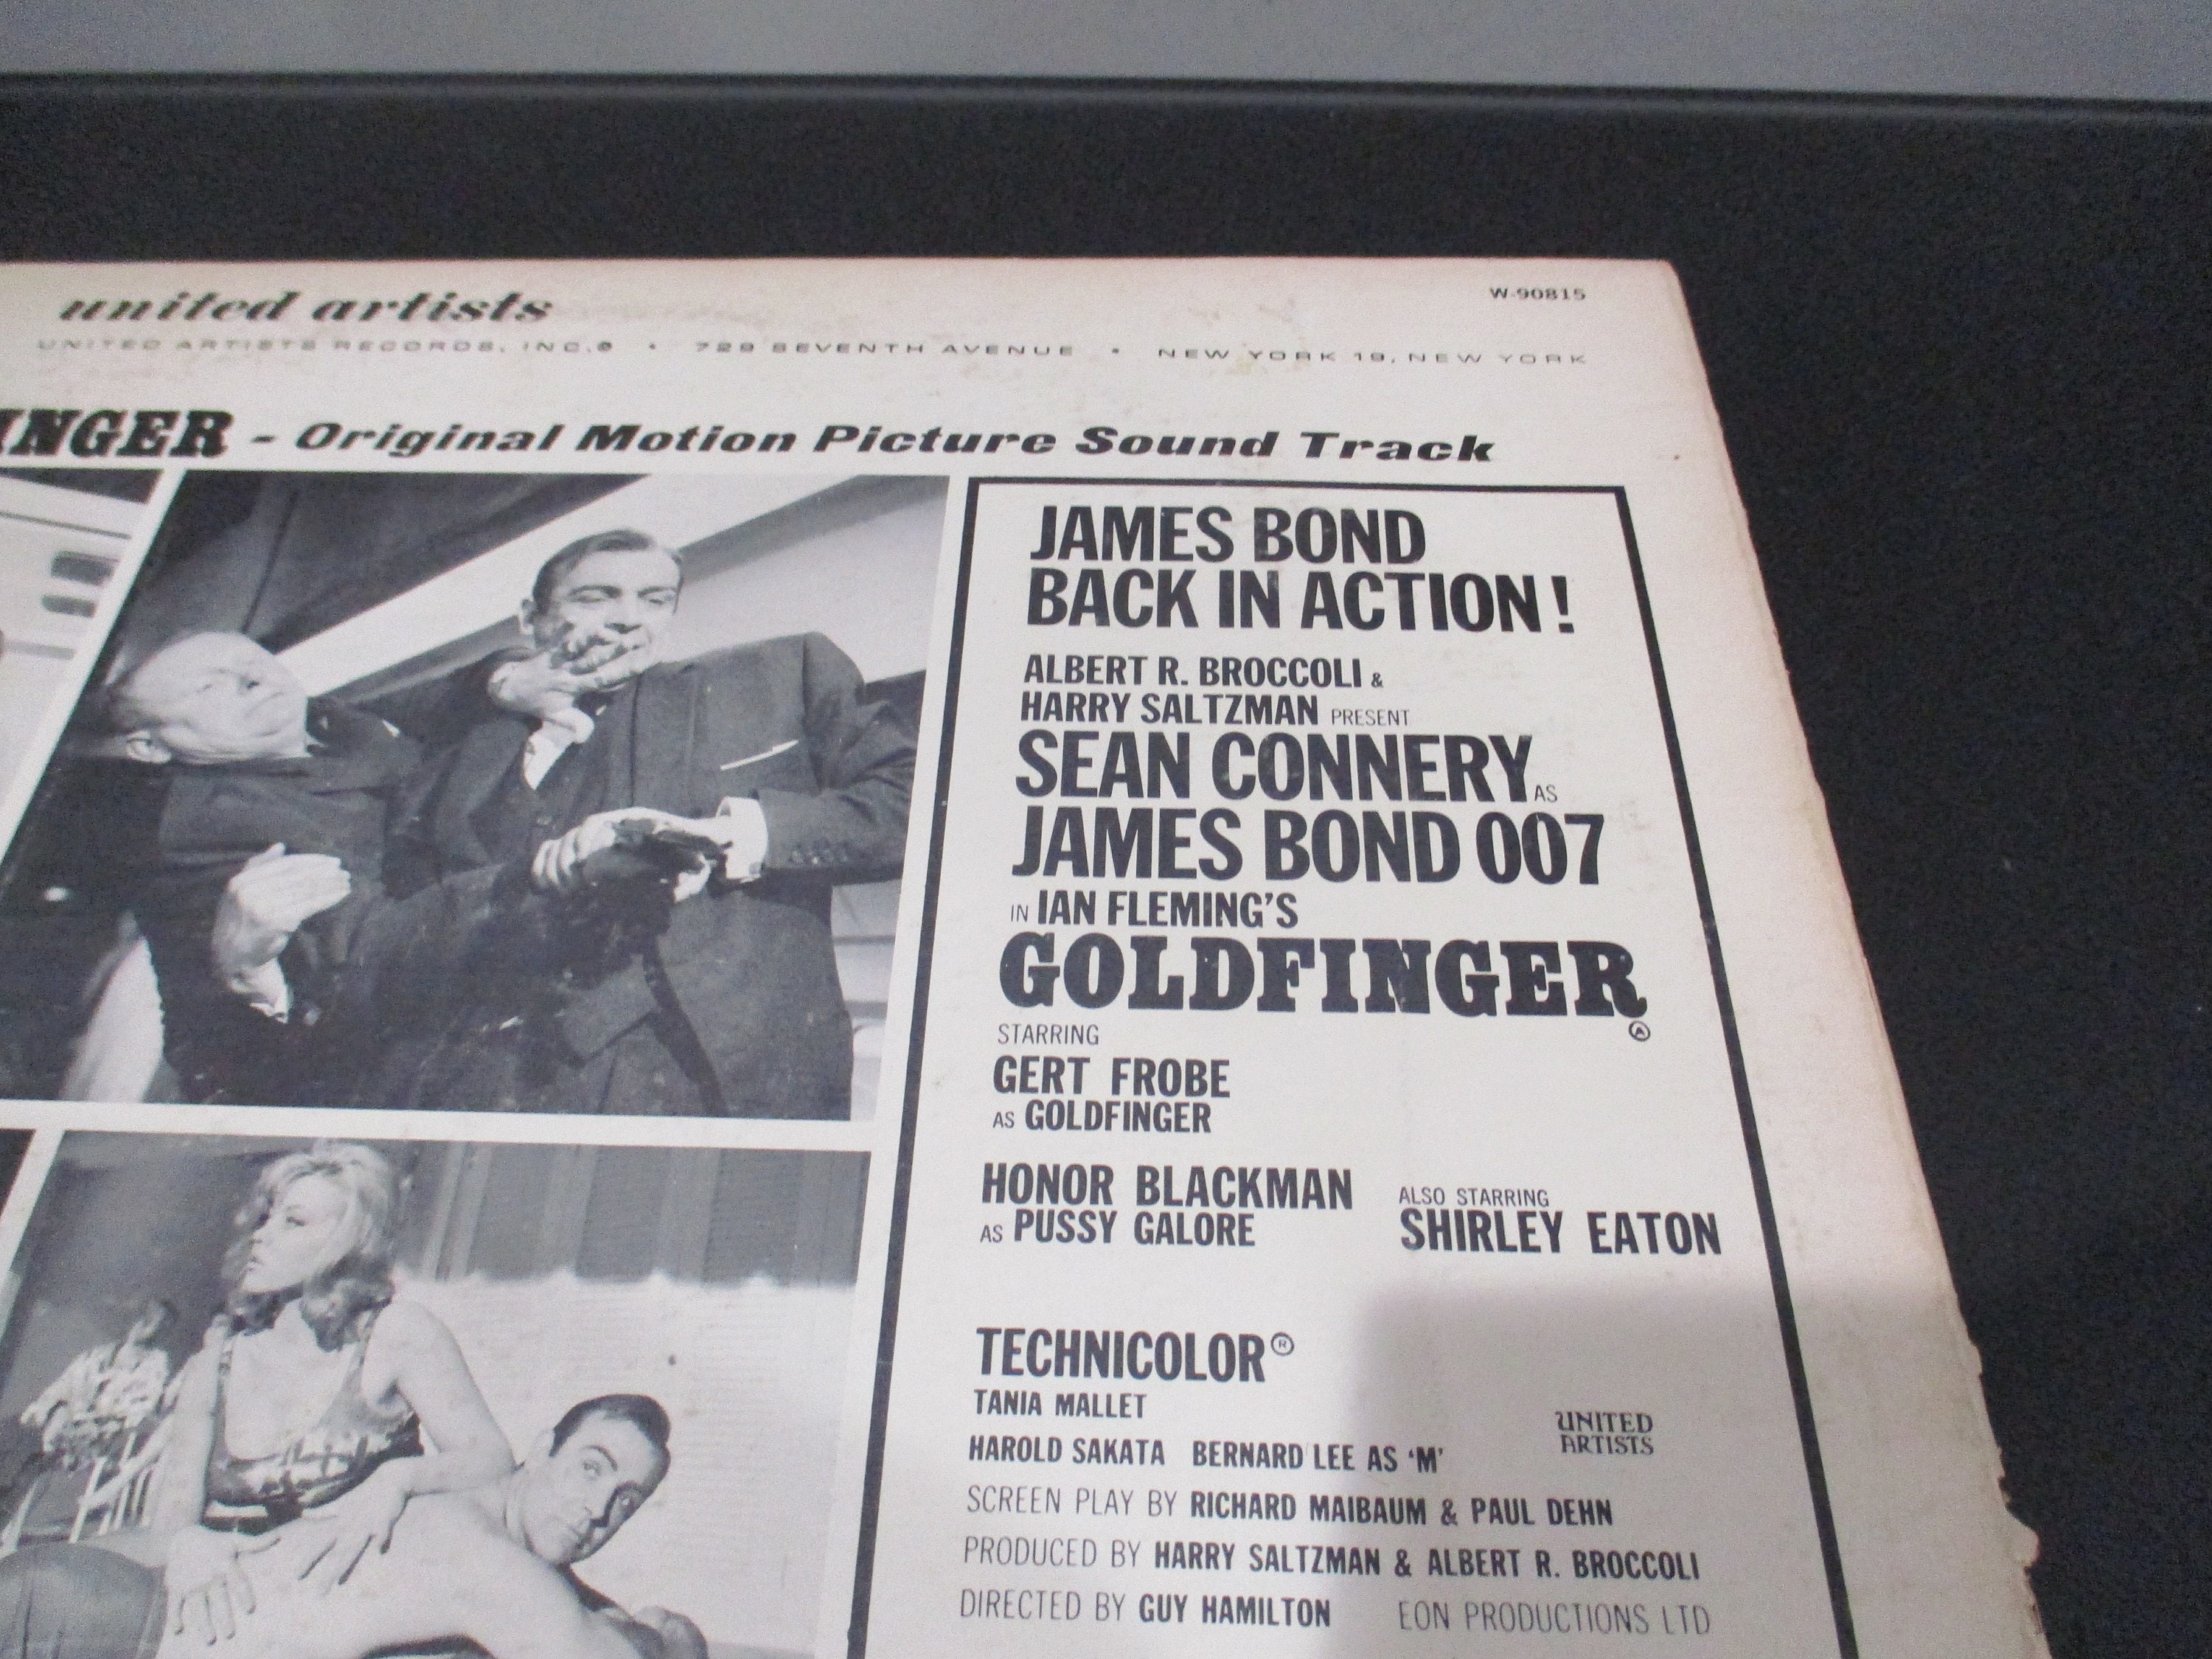 united artists
W-90815
UNITED ARTISTS RECORDS, INC.® • 729 SEVENTH AVENUE • NEW YORK 19, NEW YORK
INGER - Original Motion Picture Sound Track
JAMES BOND
BACK IN ACTION!
ALBERT R. BROCCOLI &
HARRY SALTZMAN PRESENT
SEAN CONNERY AS
JAMES BOND 007
IN IAN FLEMING'S
GOLDFINGER
STARRING
GERT FROBE
AS GOLDFINGER
HONOR BLACKMAN
AS PUSSY GALORE
ALSO STARRING
SHIRLEY EATON
TECHNICOLOR®
TANIA MALLET
HAROLD SAKATA BERNARD LEE AS 'M'
UNITED
ARTISTS
SCREEN PLAY BY RICHARD MAIBAUM & PAUL DEHN
PRODUCED BY HARRY SALTZMAN & ALBERT R. BROCCOLI
DIRECTED BY GUY HAMILTON EON PRODUCTIONS LTD